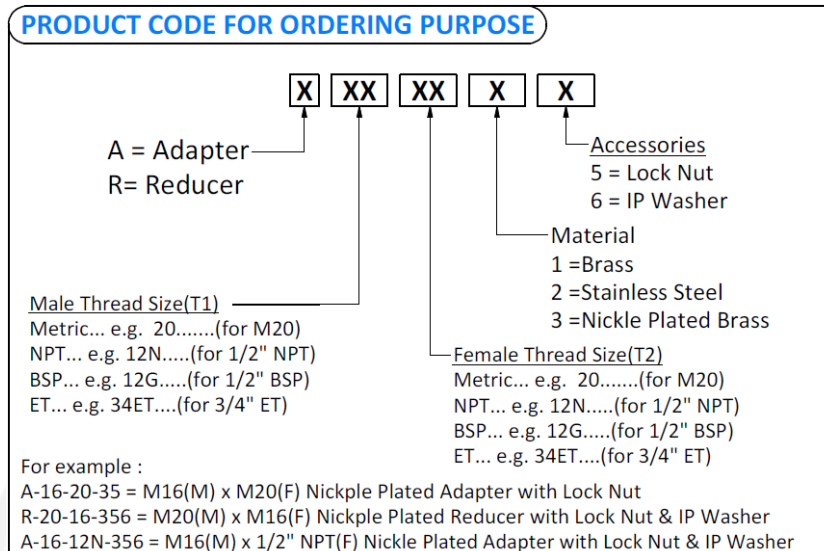 PRODUCT CODE FOR ORDERING PURPOSE
X XX XX X X
A = Adapter
R= Reducer
Accessories
5 = Lock Nut
6 = IP Washer
Material
1 =Brass
2 =Stainless Steel
3 =Nickle Plated Brass
Male Thread Size(T1)
Metric... e.g. 20.......(for M20)
NPT... e.g. 12N.....(for 1/2" NPT)
BSP... e.g. 12G.....(for 1/2" BSP)
ET... e.g. 34ET....(for 3/4" ET)
Female Thread Size(T2)
Metric... e.g. 20.......(for M20)
NPT... e.g. 12N.....(for 1/2" NPT)
BSP... e.g. 12G.....(for 1/2" BSP)
ET... e.g. 34ET....(for 3/4" ET)
For example :
A-16-20-35 = M16(M) x M20(F) Nickple Plated Adapter with Lock Nut
R-20-16-356 = M20(M) x M16(F) Nickple Plated Reducer with Lock Nut & IP Washer
A-16-12N-356 = M16(M) x 1/2" NPT(F) Nickle Plated Adapter with Lock Nut & IP Washer